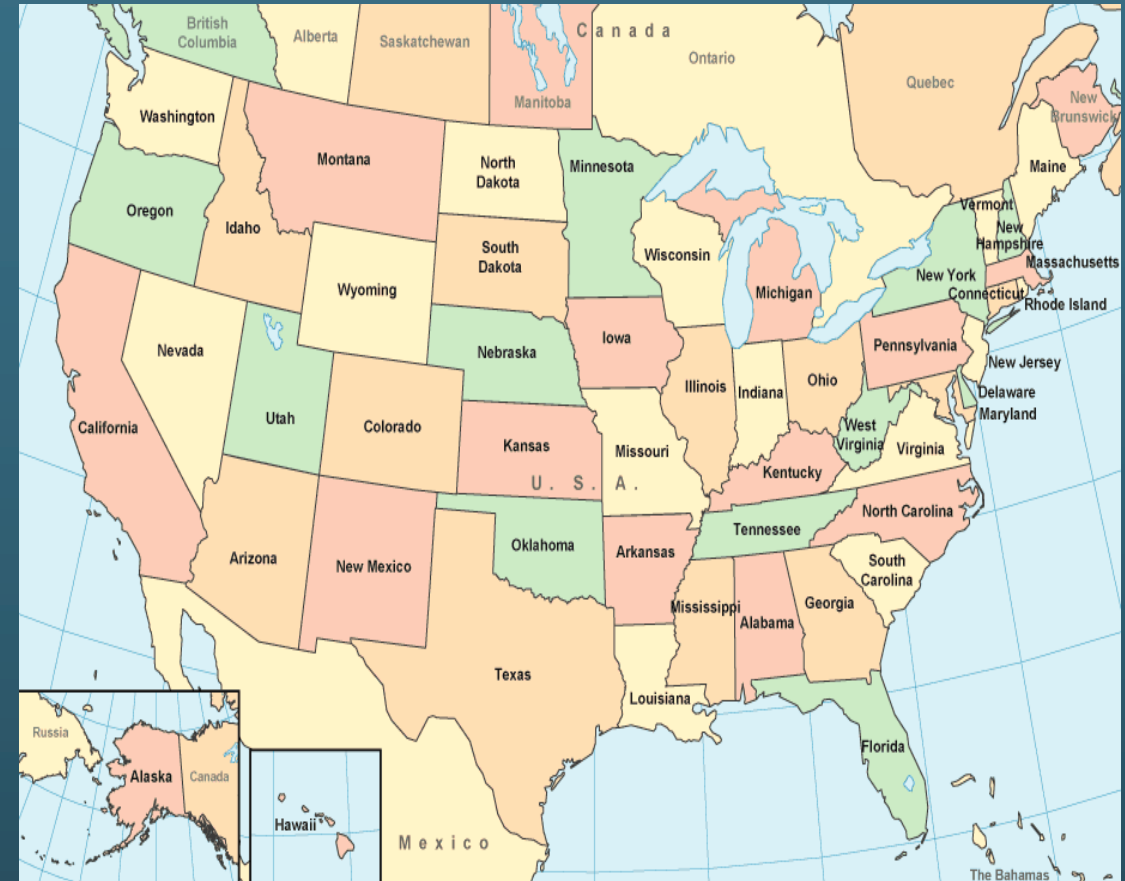 British
Columbia
Alberta
Saskatchewan
Manitoba
Canada
Ontario
Quebec
New
Brunswick
Washington
Montana
North
Dakota
Minnesota
Maine
Oregon
Idaho
South
Dakota
Wisconsin
Vermont
New
Hampshire
Massachusetts
Wyoming
Michigan
New York
Connecticut
Rhode Island
Nevada
Nebraska
Iowa
Pennsylvania
New Jersey
Utah
Colorado
Illinois
Indiana
Ohio
Delaware
Maryland
California
Kansas
Missouri
West
Virginia
Virginia
Kentucky
U. S. A.
North Carolina
Tennessee
Arizona
New Mexico
Oklahoma
Arkansas
South
Carolina
Mississippi
Alabama
Georgia
Texas
Louisiana
Florida
Russia
Alaska
Canada
Hawaii
Mexico
The Bahamas